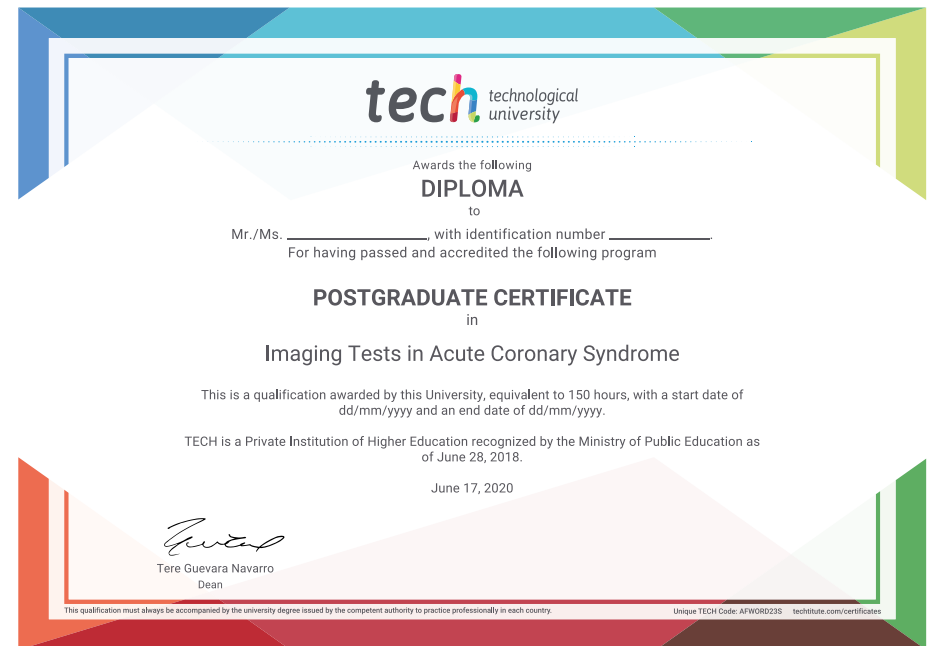 tech technological
university
Awards the following
DIPLOMA
to
Mr./Ms. ____________________, with identification number ______________.
For having passed and accredited the following program
POSTGRADUATE CERTIFICATE
in
Imaging Tests in Acute Coronary Syndrome
This is a qualification awarded by this University, equivalent to 150 hours, with a start date of
dd/mm/yyyy and an end date of dd/mm/yyyy.
TECH is a Private Institution of Higher Education recognized by the Ministry of Public Education as
of June 28, 2018.
June 17, 2020
Tere Guevara Navarro
Dean
This qualification must always be accompanied by the university degree issued by the competent authority to practice professionally in each country.
Unique TECH Code: AFWORD23S techtitute.com/certificates